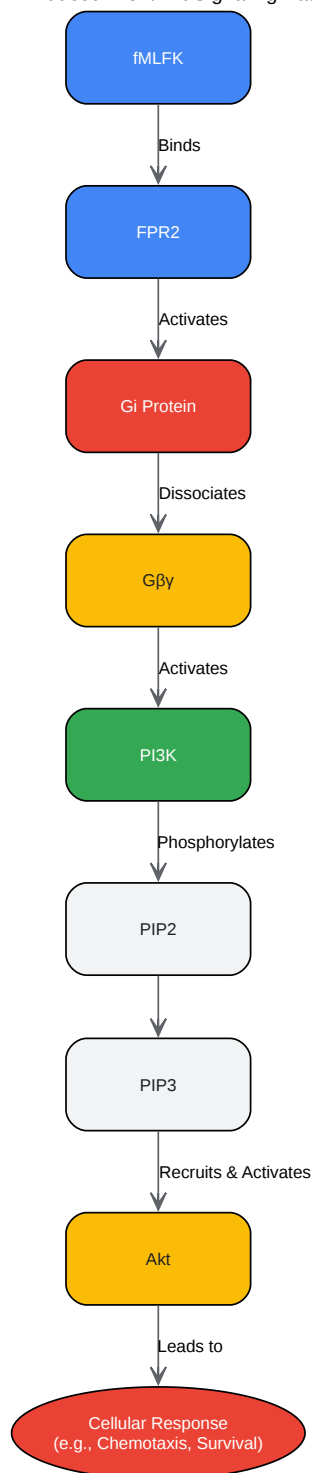 fMLFK
Binds
FPR2
Activates
Gi Protein
Dissociates
Gβγ
Activates
PI3K
Phosphorylates
PIP2
PIP3
Recruits & Activates
Akt
Leads to
Cellular Response
(e.g., Chemotaxis, Survival)